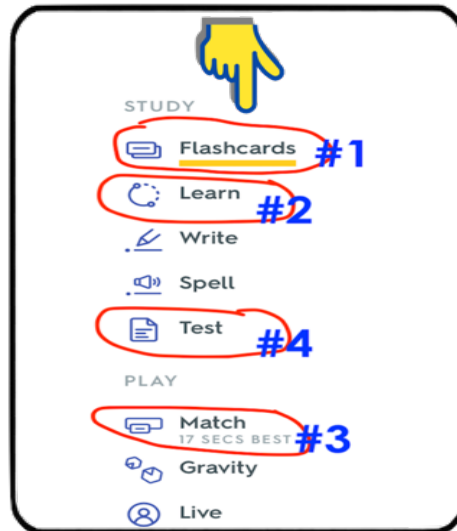 STUDY
Flashcards #1
Learn #2
Write
Spell
Test #4
PLAY
Match
17 SECS BEST #3
Gravity
Live